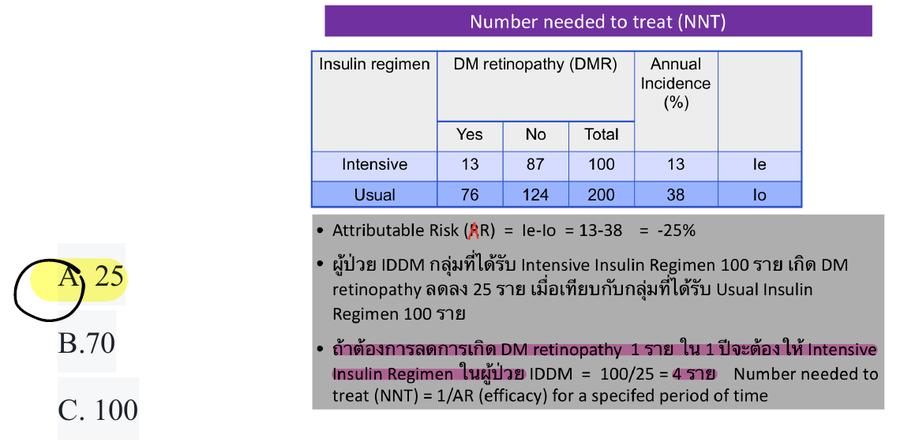 Number needed to treat (NNT)
Insulin regimen DM retinopathy (DMR) Annual Incidence (%)
Yes No Total
Intensive 13 87 100 13 Ie
Usual 76 124 200 38 Io
• Attributable Risk (AR) = Ie-Io = 13-38 = -25%
• ผู้ป่วย IDDM กลุ่มที่ได้รับ Intensive Insulin Regimen 100 ราย เกิด DM
retinopathy ลดลง 25 ราย เมื่อเทียบกับกลุ่มที่ได้รับ Usual Insulin
Regimen 100 ราย
• ถ้าต้องการลดการเกิด DM retinopathy 1 ราย ใน 1 ปีจะต้องให้ Intensive
Insulin Regimen ในผู้ป่วย IDDM = 100/25 = 4 ราย Number needed to
treat (NNT) = 1/AR (efficacy) for a specifed period of time
A. 25
B.70
C. 100